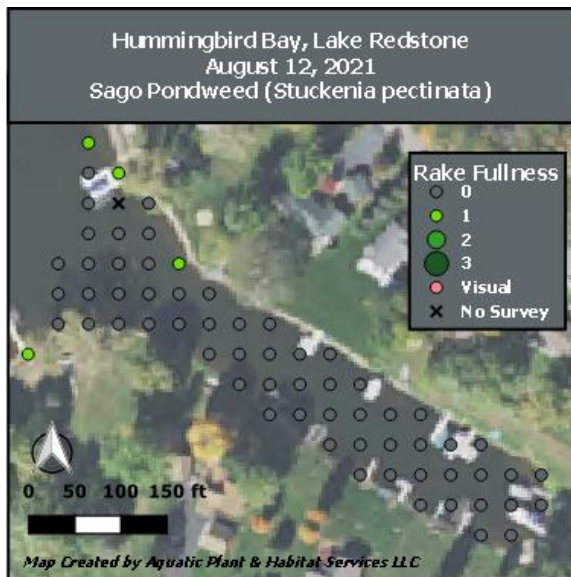 Hummingbird Bay, Lake Redstone
August 12, 2021
Sago Pondweed (Stuckenia pectinata)
Rake Fullness
0
1
2
3
Visual
No Survey
0 50 100 150 ft
Map Created by Aquatic Plant & Habitat Services LLC